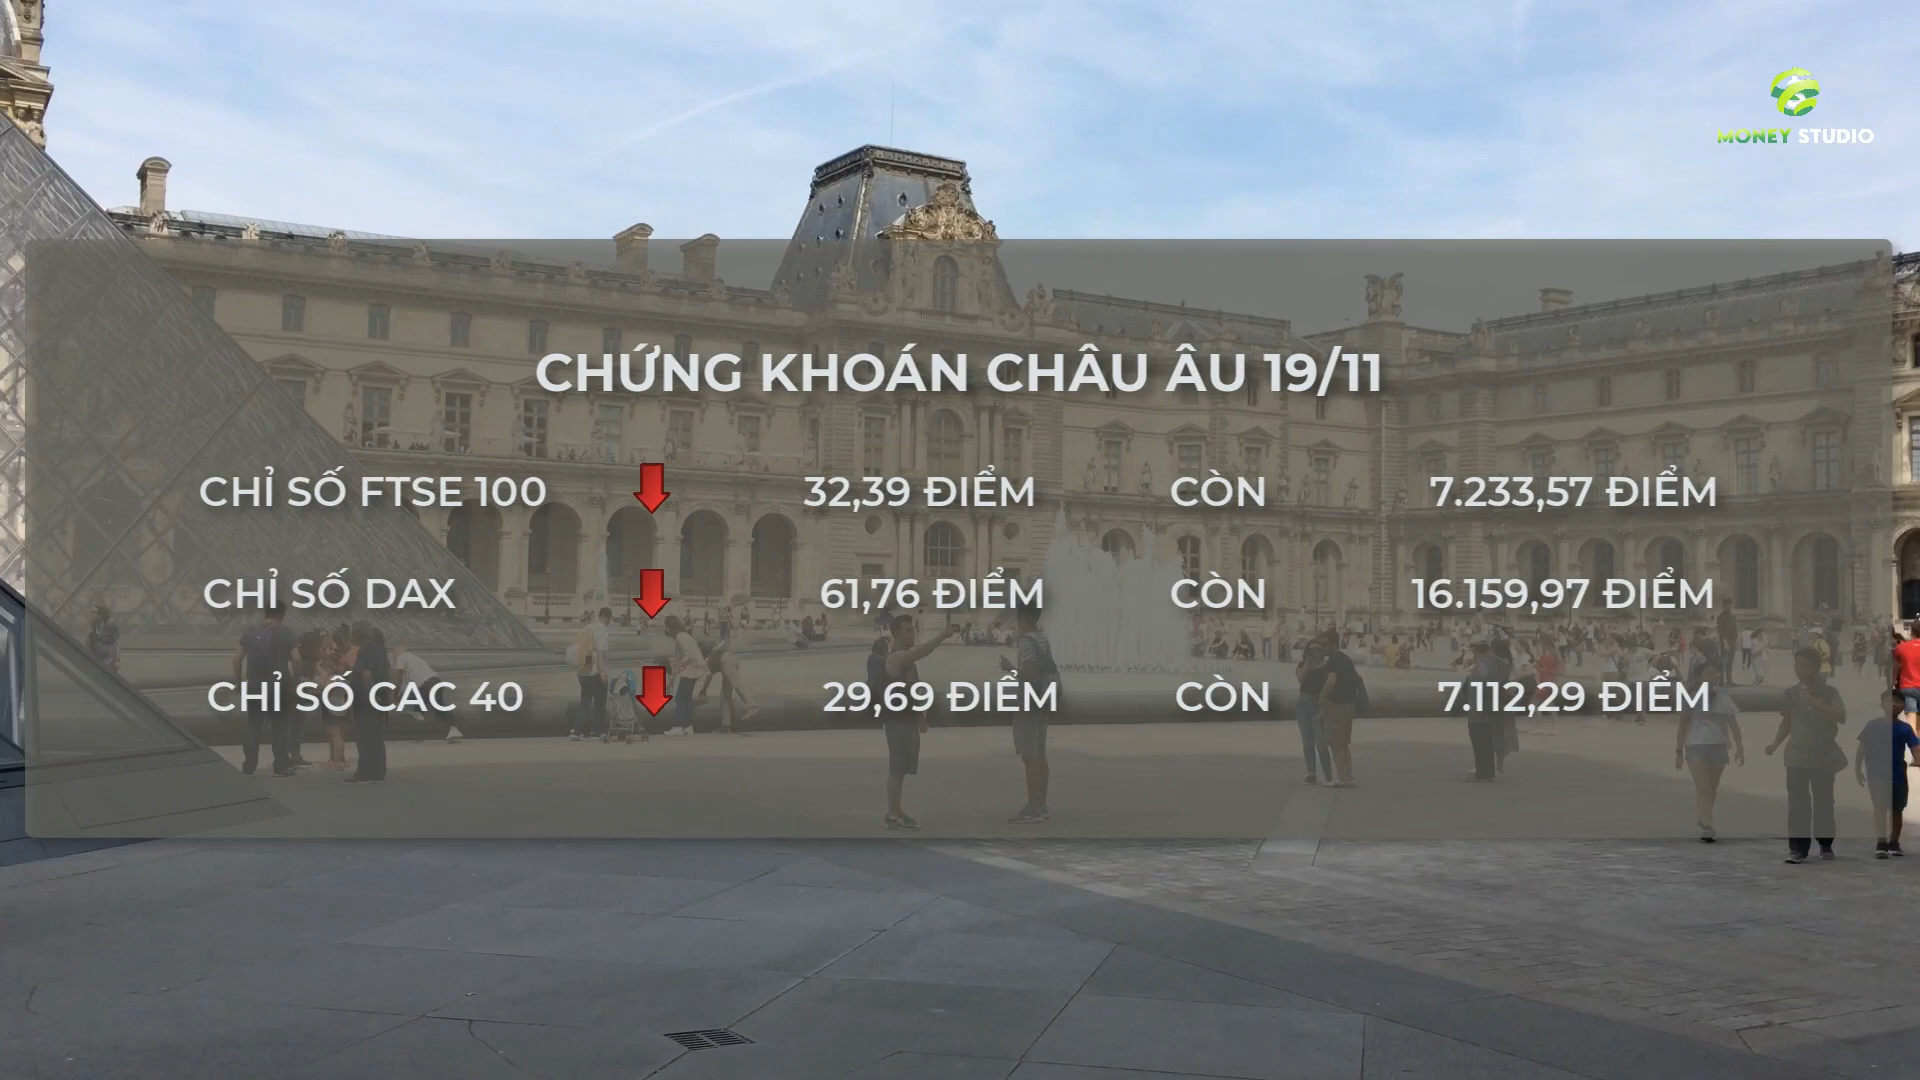 MONEY STUDIO
CHỨNG KHOÁN CHÂU ÂU 19/11
CHỈ SỐ FTSE 100 32,39 ĐIỂM CÒN 7.233,57 ĐIỂM
CHỈ SỐ DAX 61,76 ĐIỂM CÒN 16.159,97 ĐIỂM
CHỈ SỐ CAC 40 29,69 ĐIỂM CÒN 7.112,29 ĐIỂM